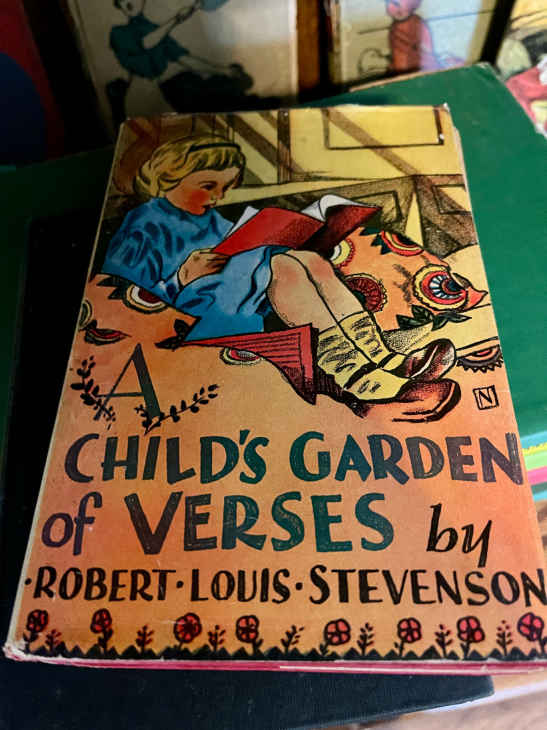 N
A
CHILD'S GARDEN
of VERSES by
·ROBERT·LOUIS·STEVENSON